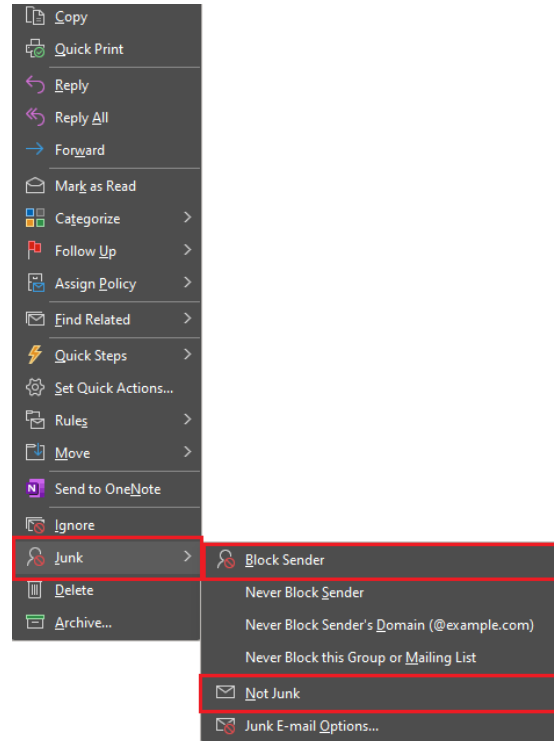 Copy
Quick Print
Reply
Reply All
Forward
Mark as Read
Categorize
Follow Up
Assign Policy
Find Related
Quick Steps
Set Quick Actions...
Rules
Move
Send to OneNote
Ignore
Junk
Delete
Archive...
Block Sender
Never Block Sender
Never Block Sender's Domain (@example.com)
Never Block this Group or Mailing List
Not Junk
Junk E-mail Options...